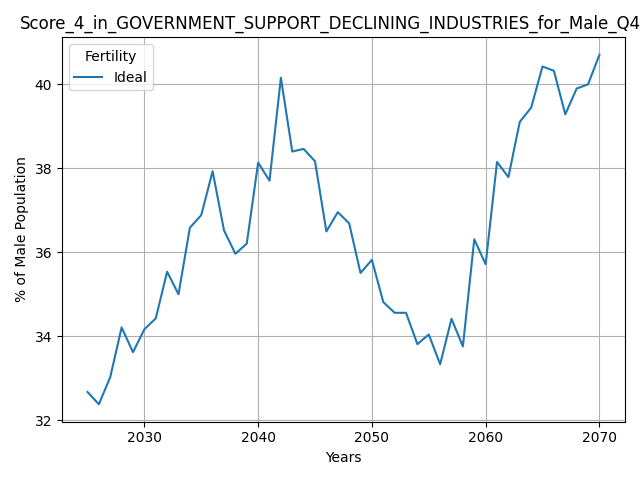 Score_4_in_GOVERNMENT_SUPPORT_DECLINING_INDUSTRIES_for_Male_Q4
Fertility
Ideal
% of Male Population
40
38
36
34
32
2030 2040 2050 2060 2070
Years